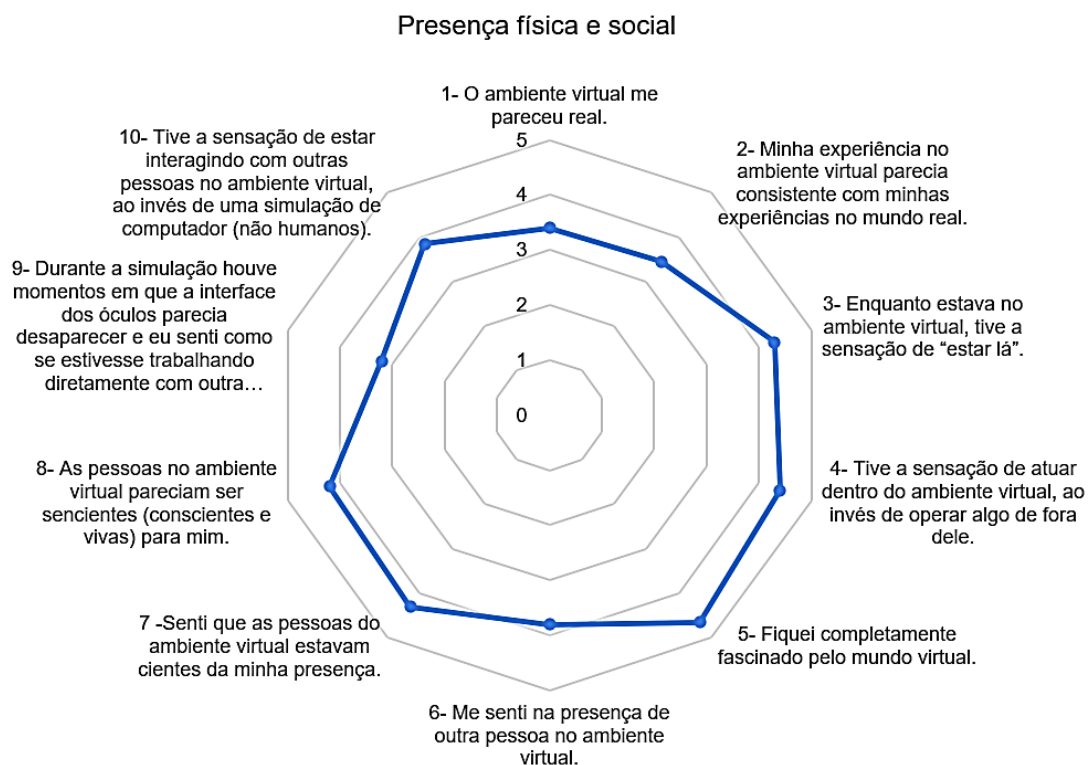 Presença física e social
1- O ambiente virtual me
pareceu real.
2- Minha experiência no
ambiente virtual parecia
consistente com minhas
experiências no mundo real.
3- Enquanto estava no
ambiente virtual, tive a
sensação de “estar lá”.
4- Tive a sensação de atuar
dentro do ambiente virtual, ao
invés de operar algo de fora
dele.
5- Fiquei completamente
fascinado pelo mundo virtual.
6- Me senti na presença de
outra pessoa no ambiente
virtual.
7 -Senti que as pessoas do
ambiente virtual estavam
cientes da minha presença.
8- As pessoas no ambiente
virtual pareciam ser
sencientes (conscientes e
vivas) para mim.
9- Durante a simulação houve
momentos em que a interface
dos óculos parecia
desaparecer e eu senti como
se estivesse trabalhando
diretamente com outra…
10- Tive a sensação de estar
interagindo com outras
pessoas no ambiente virtual,
ao invés de uma simulação de
computador (não humanos).
5
4
3
2
1
0